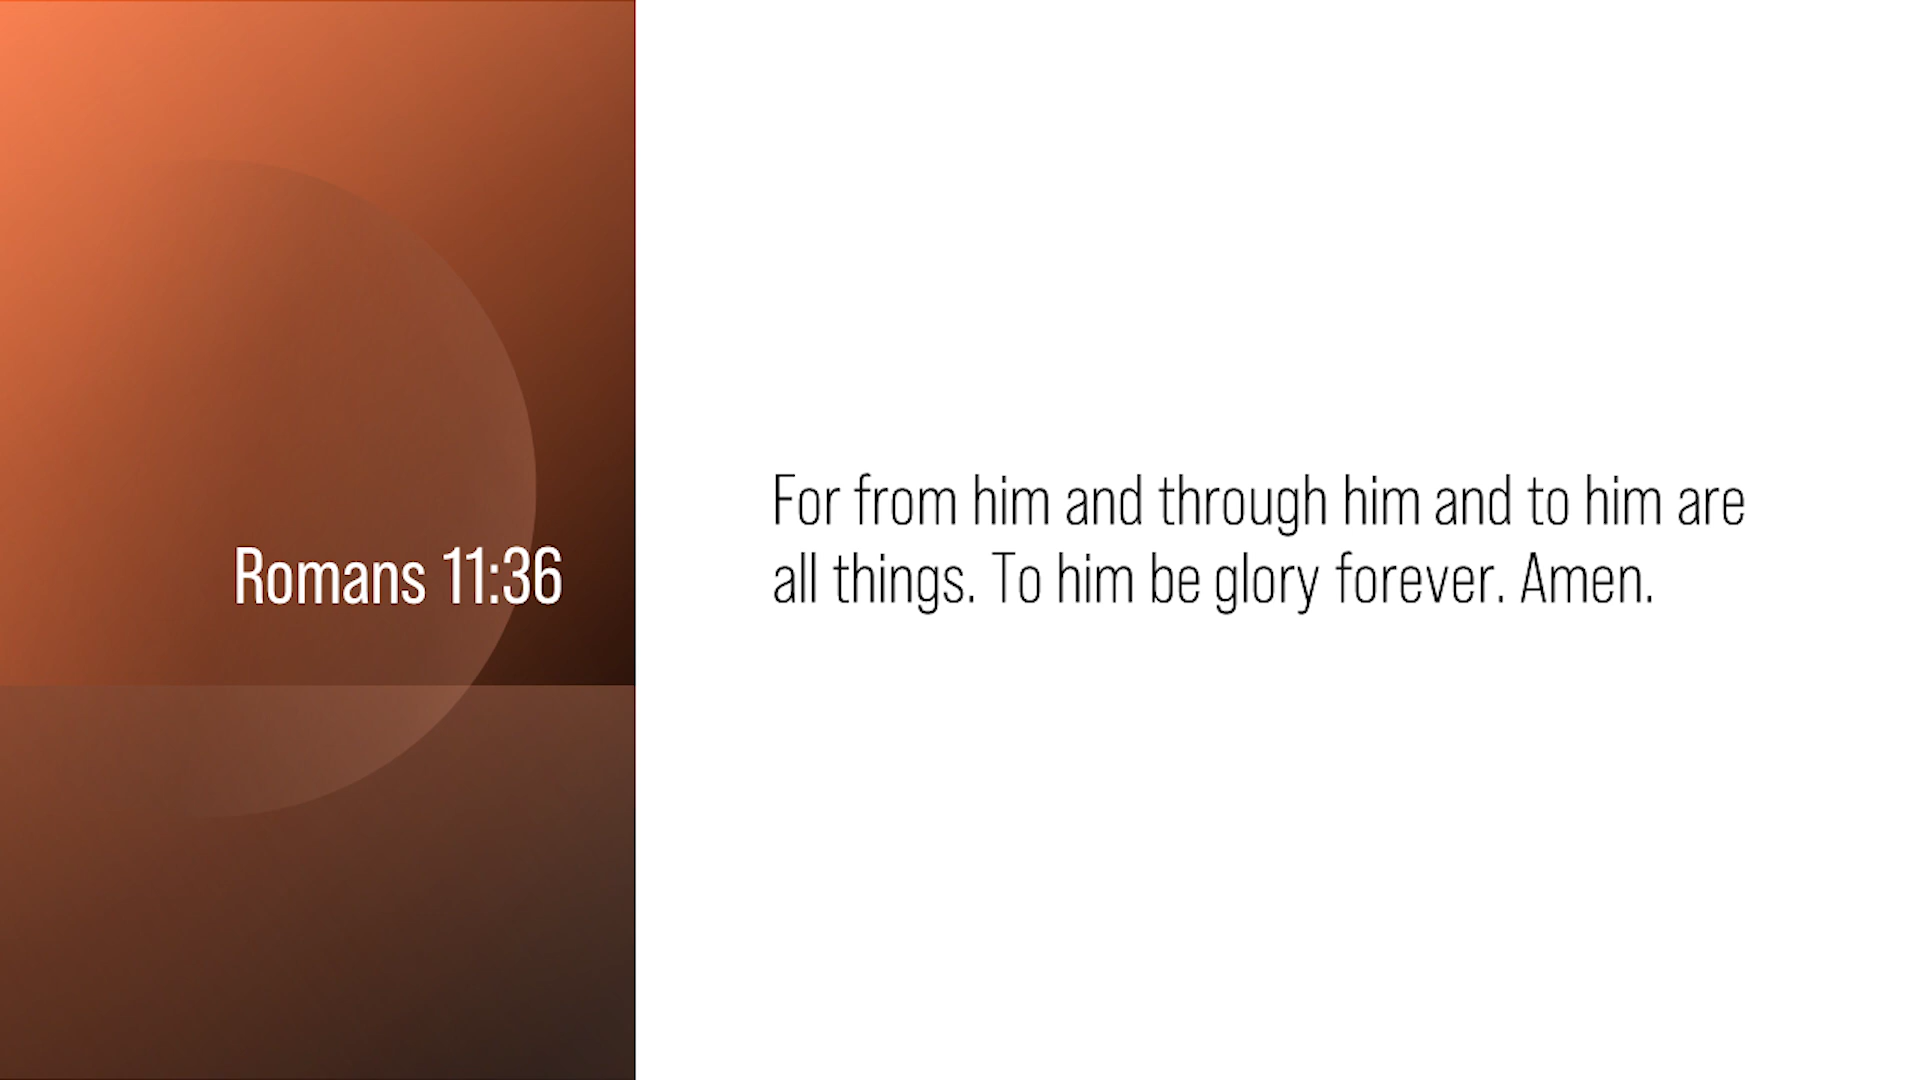 Romans 11:36
For from him and through him and to him are
all things. To him be glory forever. Amen.